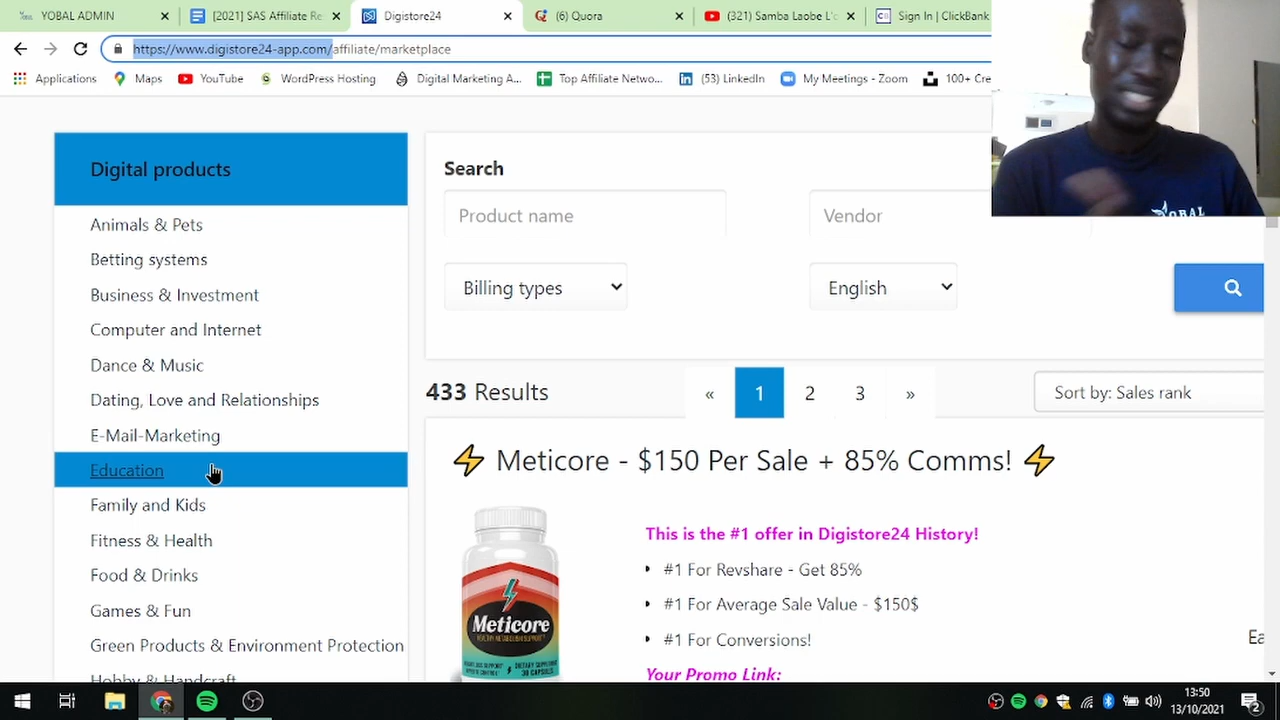 YOBAL ADMIN
[2021] SAS Affiliate Re
Digistore24
(6) Quora
(321) Samba Laobe L'c
Sign In | ClickBank
https://www.digistore24-app.com/affiliate/marketplace
Applications
Maps
YouTube
WordPress Hosting
Digital Marketing A...
Top Affiliate Netwo...
(53) LinkedIn
My Meetings - Zoom
100+ Cre
Digital products
Animals & Pets
Betting systems
Business & Investment
Computer and Internet
Dance & Music
Dating, Love and Relationships
E-Mail-Marketing
Education
Family and Kids
Fitness & Health
Food & Drinks
Games & Fun
Green Products & Environment Protection
Hobby & Handcraft
Search
Product name
Vendor
Billing types
English
433 Results
« 1 2 3 »
Sort by: Sales rank
⚡ Meticore - $150 Per Sale + 85% Comms! ⚡
Meticore
This is the #1 offer in Digistore24 History!
• #1 For Revshare - Get 85%
• #1 For Average Sale Value - $150$
• #1 For Conversions!
Your Promo Link:
Ea
OBAL
13:50
13/10/2021
2